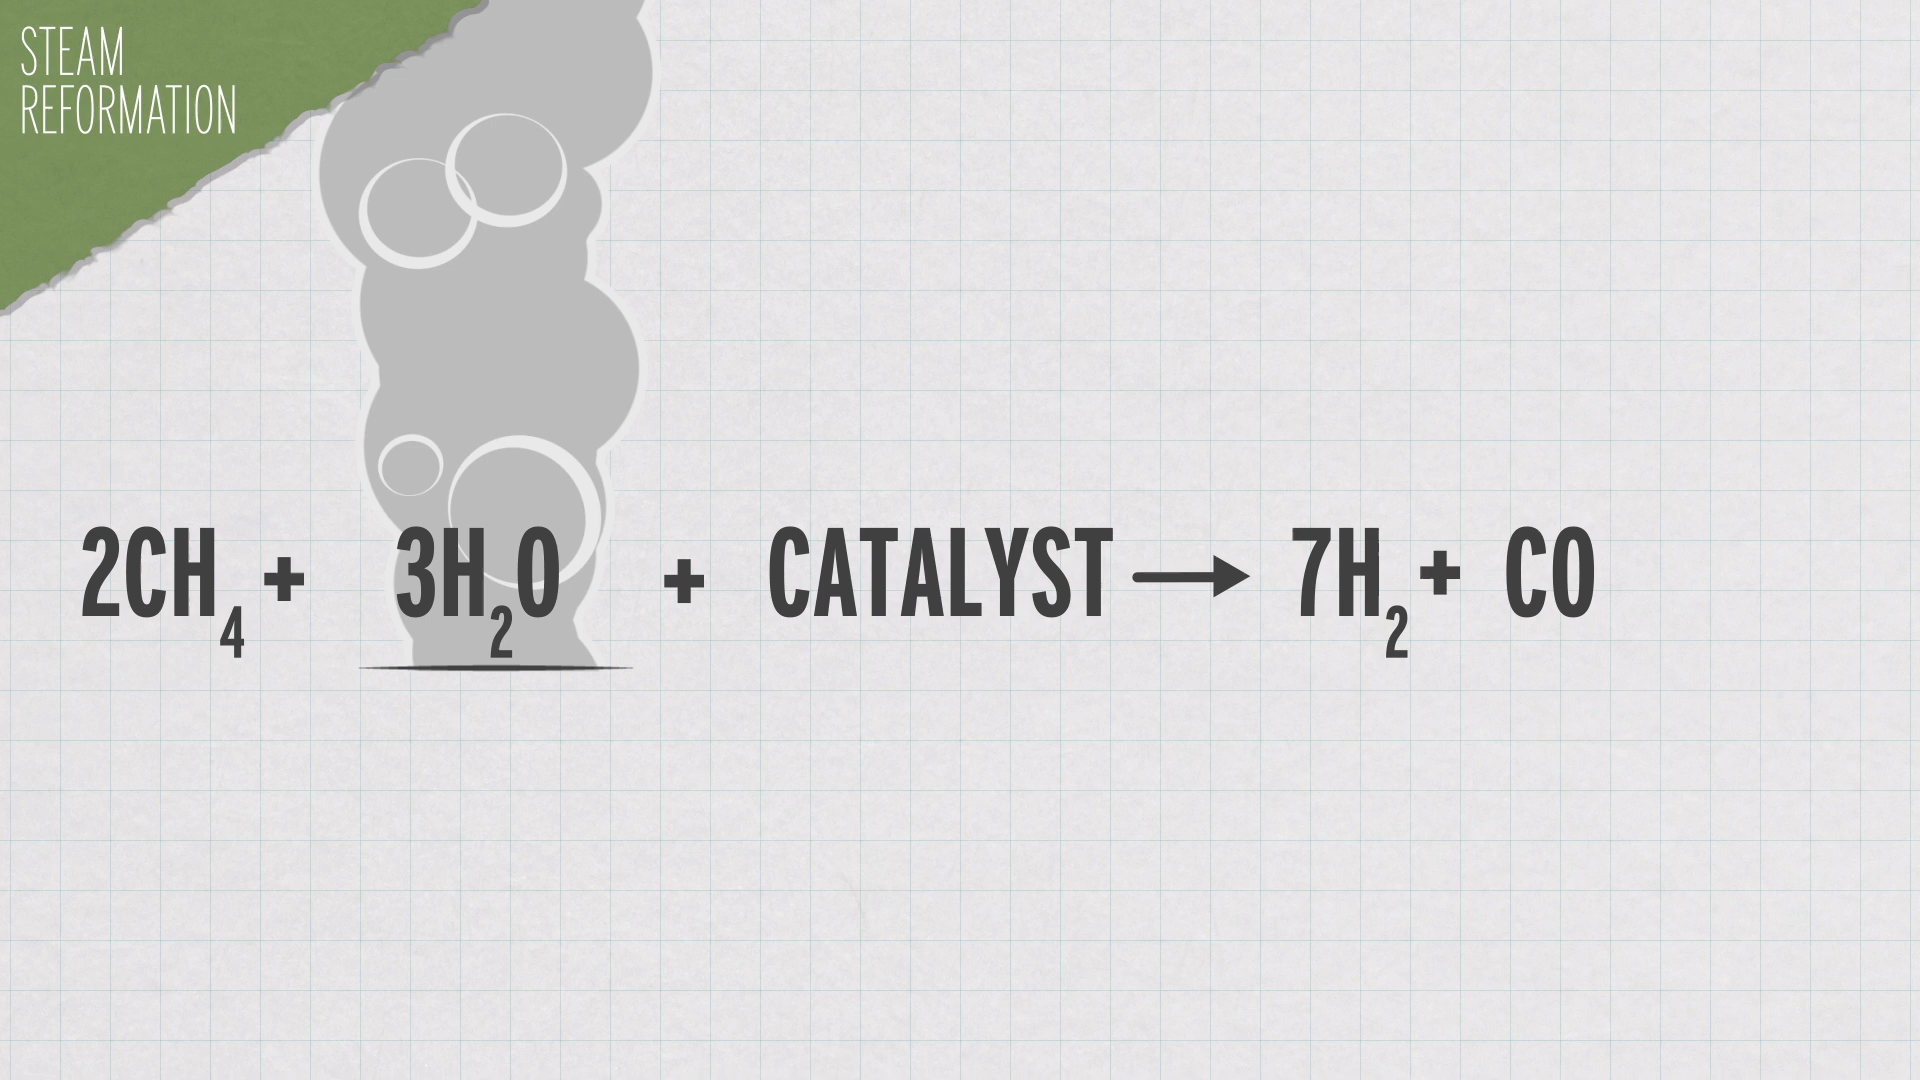 STEAM
REFORMATION
2CH₄ + 3H₂O + CATALYST → 7H₂ + CO